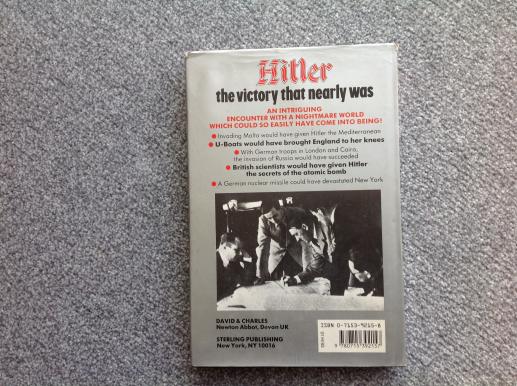 Hitler
the victory that nearly was
AN INTRIGUING
ENCOUNTER WITH A NIGHTMARE WORLD
WHICH COULD SO EASILY HAVE COME INTO BEING!
● Invading Malta would have given Hitler the Mediterranean
● U-Boats would have brought England to her knees
● With German troops in London and Cairo,
the invasion of Russia would have succeeded
● British scientists would have given Hitler
the secrets of the atomic bomb
● A German nuclear missile could have devastated New York
DAVID & CHARLES
Newton Abbot, Devon UK
STERLING PUBLISHING
New York, NY 10016
ISBN 0-7153-9215-8
9 780715 392157